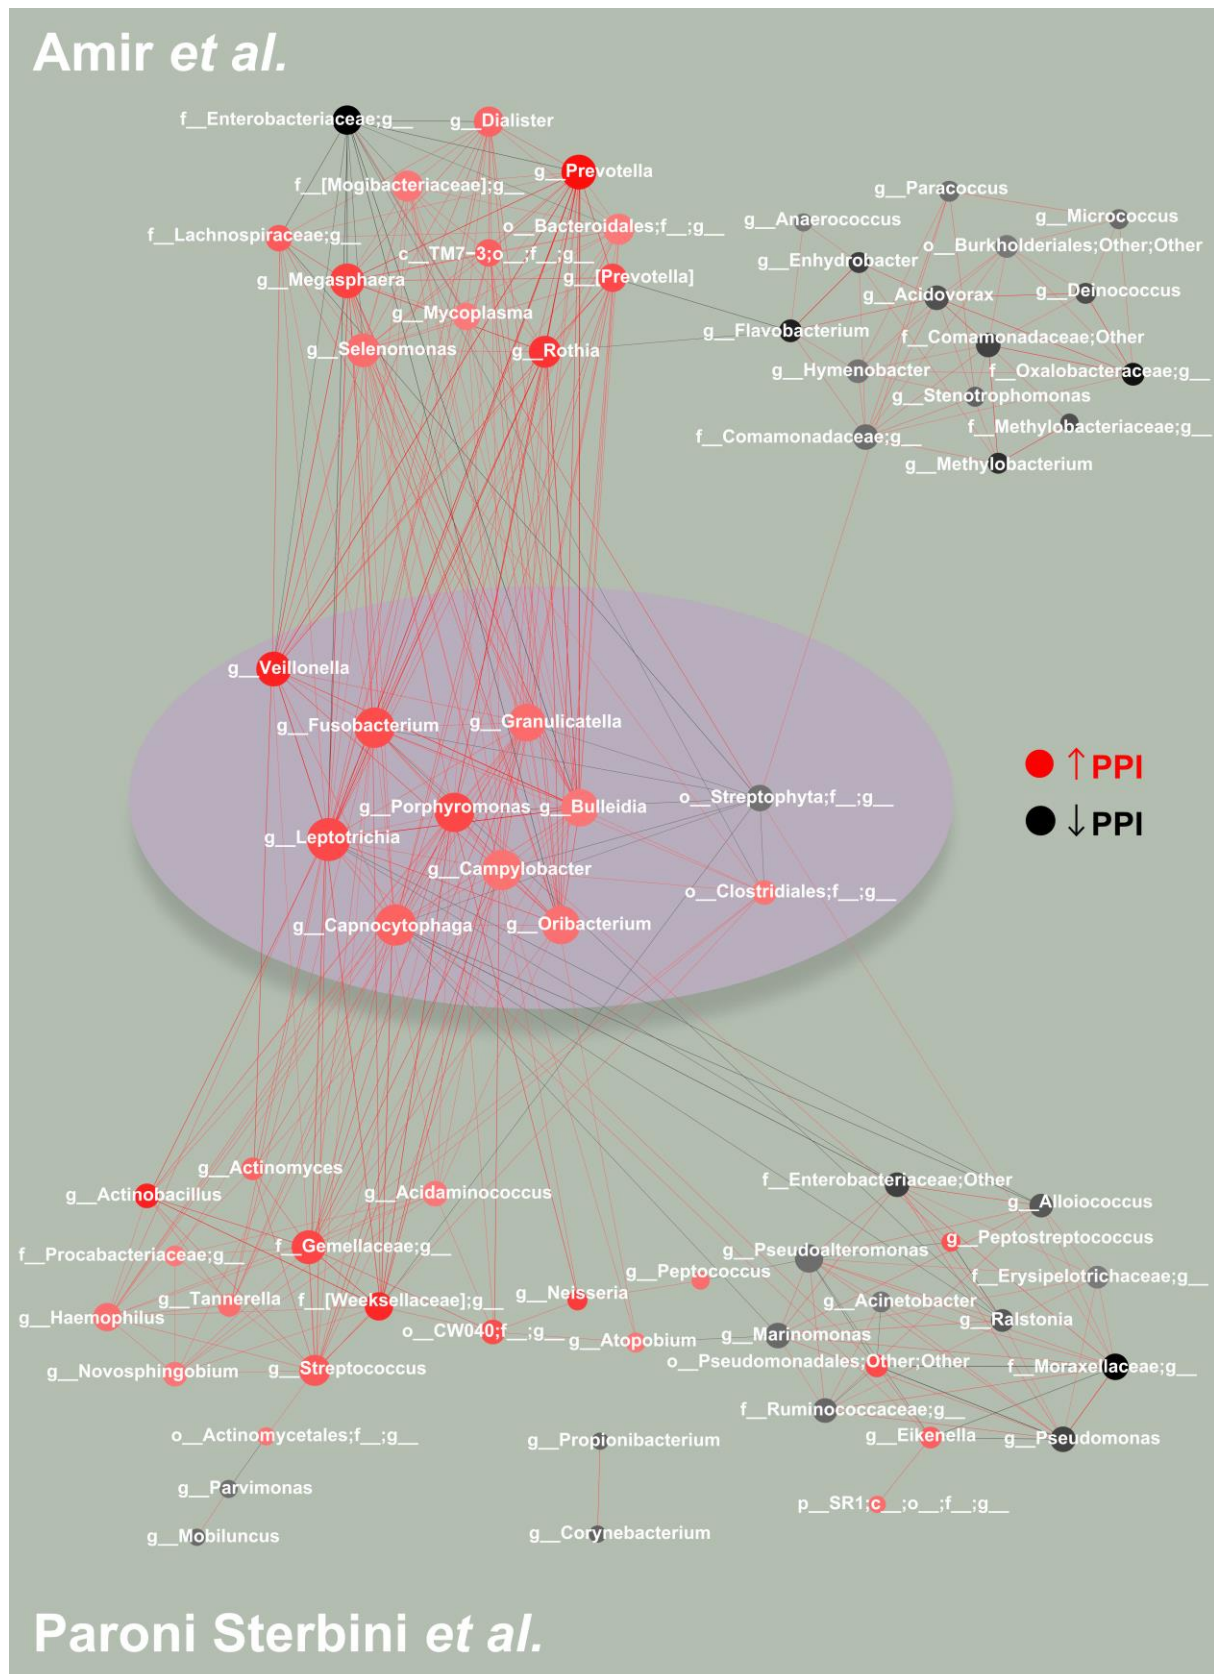 Amir et al.
f__Enterobacteriaceae;g__
g__Dialister
g__Prevotella
f__[Mogibacteriaceae];g__
g__Paracoccus
g__Micrococcus
g__Anaerococcus
o__Bacteroidales;f__;g__
f__Lachnospiraceae;g__
o__Burkholderiales;Other;Other
c__TM7−3;o__;f__;g__
g__Enhydrobacter
g__Megasphaera
g__[Prevotella]
g__Acidovorax
g__Deinococcus
g__Mycoplasma
g__Flavobacterium
f__Comamonadaceae;Other
g__Selenomonas
g__Rothia
g__Hymenobacter
f__Oxalobacteraceae;g__
g__Stenotrophomonas
f__Methylobacteriaceae;g__
f__Comamonadaceae;g__
g__Methylobacterium
g__Veillonella
g__Fusobacterium
g__Granulicatella
↑PPI
o__Streptophyta;f__;g__
g__Porphyromonas
g__Bulleidia
↓PPI
g__Leptotrichia
g__Campylobacter
o__Clostridiales;f__;g__
g__Capnocytophaga
g__Oribacterium
g__Actinomyces
f__Enterobacteriaceae;Other
g__Actinobacillus
g__Acidaminococcus
g__Alloiococcus
g__Peptostreptococcus
f__Gemellaceae;g__
f__Procabacteriaceae;g__
g__Pseudoalteromonas
g__Peptococcus
f__Erysipelotrichaceae;g__
g__Neisseria
g__Tannerella
f__[Weeksellaceae];g__
g__Acinetobacter
g__Haemophilus
g__Ralstonia
o__CW040;f__;g__
g__Atopobium
g__Marinomonas
o__Pseudomonadales;Other;Other
f__Moraxellaceae;g__
g__Novosphingobium
g__Streptococcus
f__Ruminococcaceae;g__
o__Actinomycetales;f__;g__
g__Propionibacterium
g__Eikenella
g__Pseudomonas
g__Parvimonas
p__SR1;c__;o__;f__;g__
g__Mobiluncus
g__Corynebacterium
Paroni Sterbini et al.